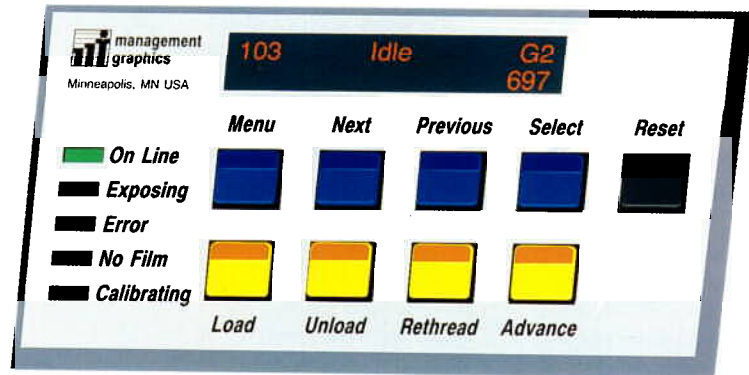 management
graphics
Minneapolis, MN USA
103 Idle G2
697
Menu Next Previous Select Reset
On Line
Exposing
Error
No Film
Calibrating
Load Unload Rethread Advance